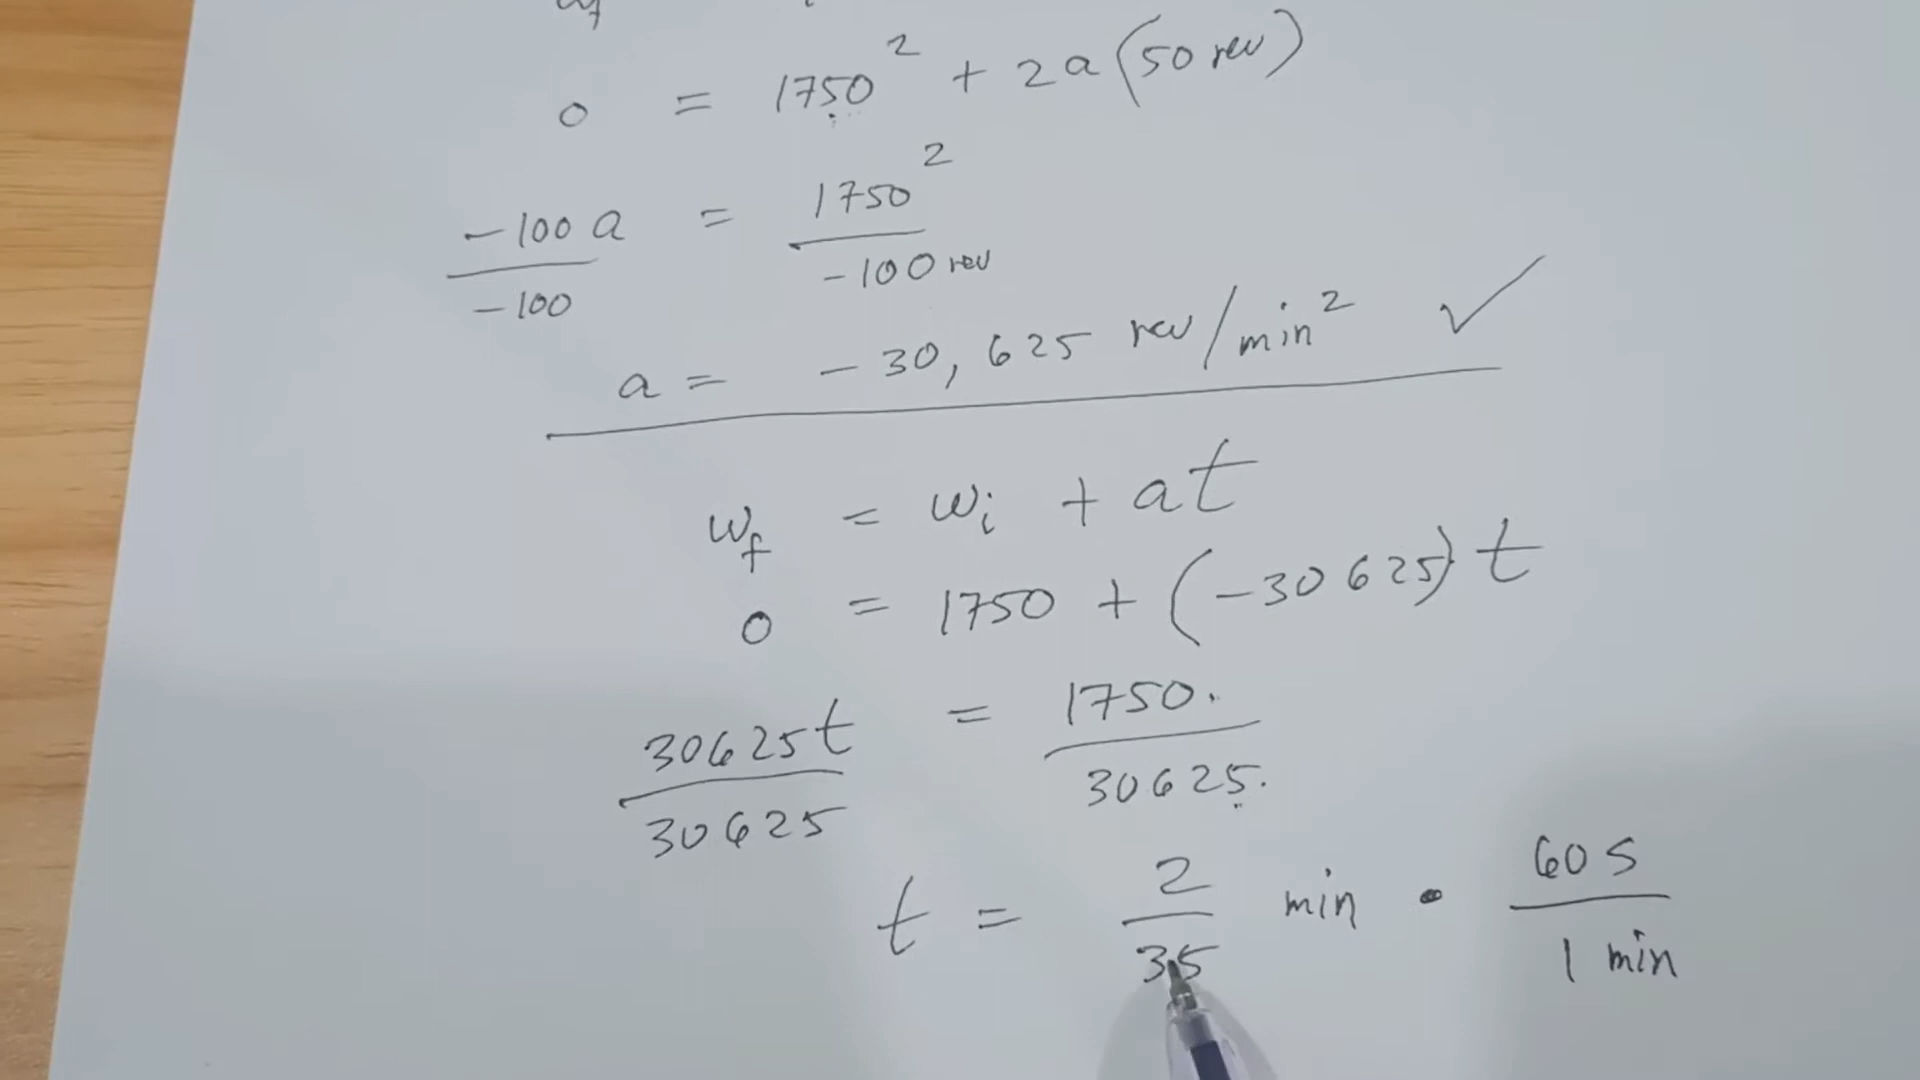 0 = 1750² + 2a(50 rev)
-100 a / -100 = 1750² / -100 rev
a = -30,625 rev/min² ✓
ωf = ωi + at
0 = 1750 + (-30625)t
30625t / 30625 = 1750. / 30625.
t = 2/35 min • 60 s / 1 min